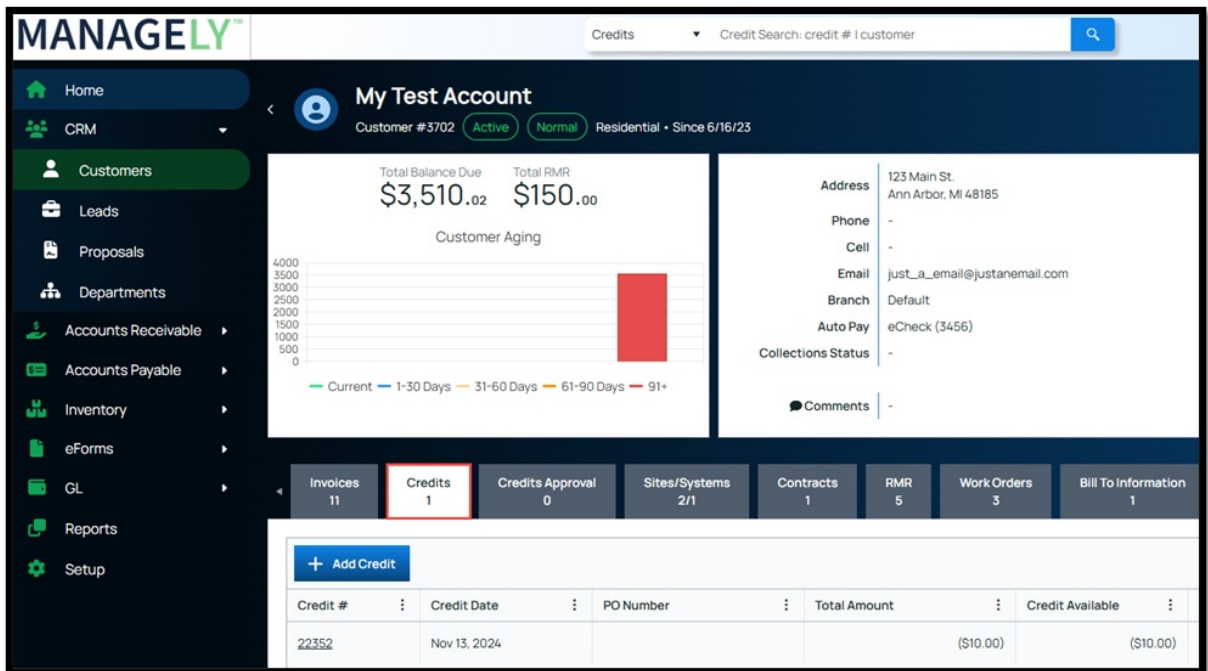 MANAGELY™
Credits
Credit Search: credit # | customer
Home
CRM
Customers
Leads
Proposals
Departments
Accounts Receivable
Accounts Payable
Inventory
eForms
GL
Reports
Setup
My Test Account
Customer #3702 Active Normal Residential • Since 6/16/23
Total Balance Due Total RMR
$3,510.02 $150.00
Customer Aging
4000
3500
3000
2500
2000
1500
1000
500
0
Current 1-30 Days 31-60 Days 61-90 Days 91+
Address 123 Main St.
Ann Arbor, MI 48185
Phone -
Cell -
Email just_a_email@justanemail.com
Branch Default
Auto Pay eCheck (3456)
Collections Status -
Comments -
Invoices Credits Credits Approval Sites/Systems Contracts RMR Work Orders Bill To Information
11 1 0 2/1 1 5 3 1
+ Add Credit
Credit # Credit Date PO Number Total Amount Credit Available
22352 Nov 13, 2024 ($10.00) ($10.00)